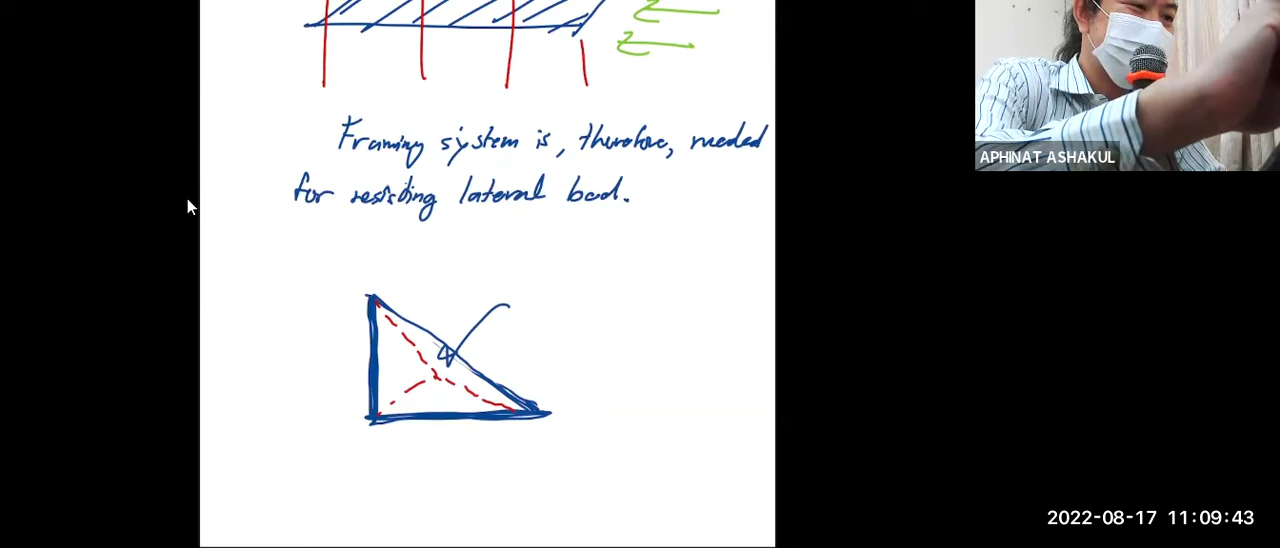 Framing system is, therefore, needed
for resisting lateral load.
APHINAT ASHAKUL
2022-08-17 11:09:43